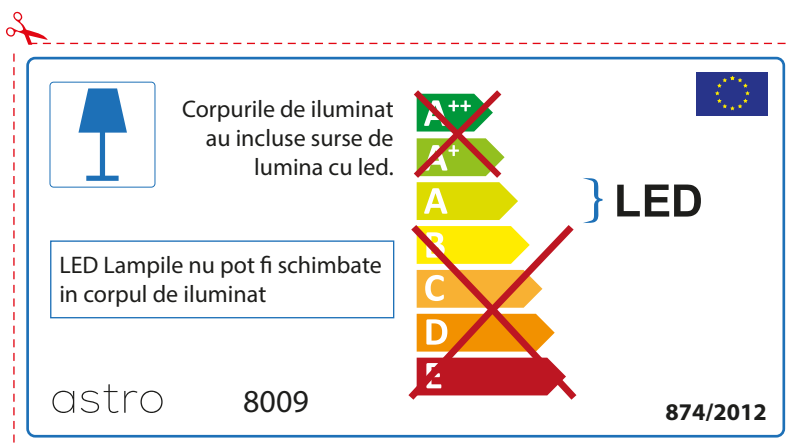 Corpurile de iluminat
au incluse surse de
lumina cu led.
LED Lampile nu pot fi schimbate
in corpul de iluminat
A++
A+
A
B
C
D
E
LED
astro
8009
874/2012